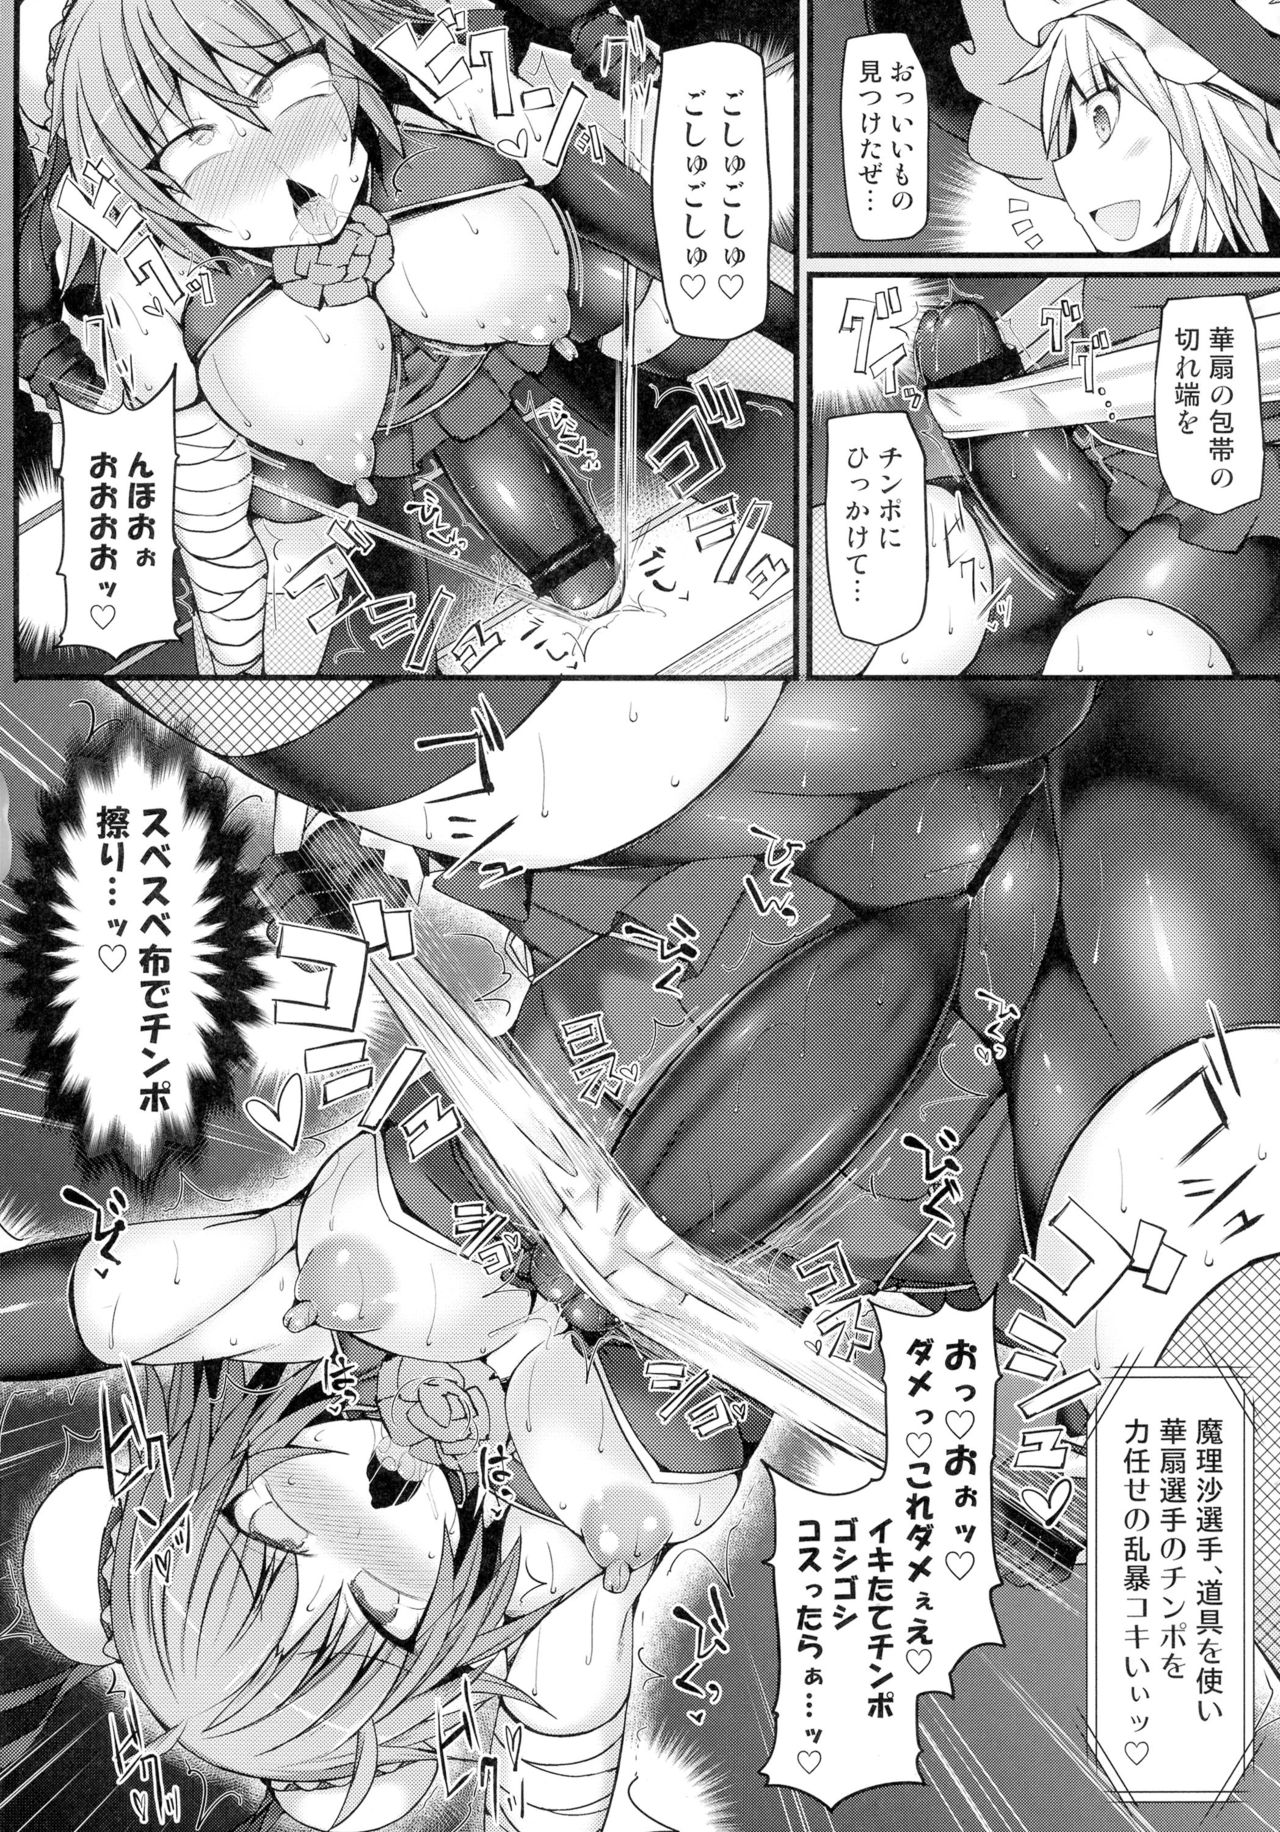 おっいいもの
見つけたぜ…
華扇の包帯の
切れ端を
チンポに
ひっかけて…
ごしゅごしゅ
ごしゅごしゅ♡
んほおぉ
おおおおッ♡
スベスベ布でチンポ
擦り…ッ♡
おっ♡おぉッ♡
ダメっ♡これダメぇえ♡
イキたてチンポ
ゴシゴシ
コスったらぁ…ッ♡
魔理沙選手、道具を使い
華扇選手のチンポを
力任せの乱暴コキいぃッ♡